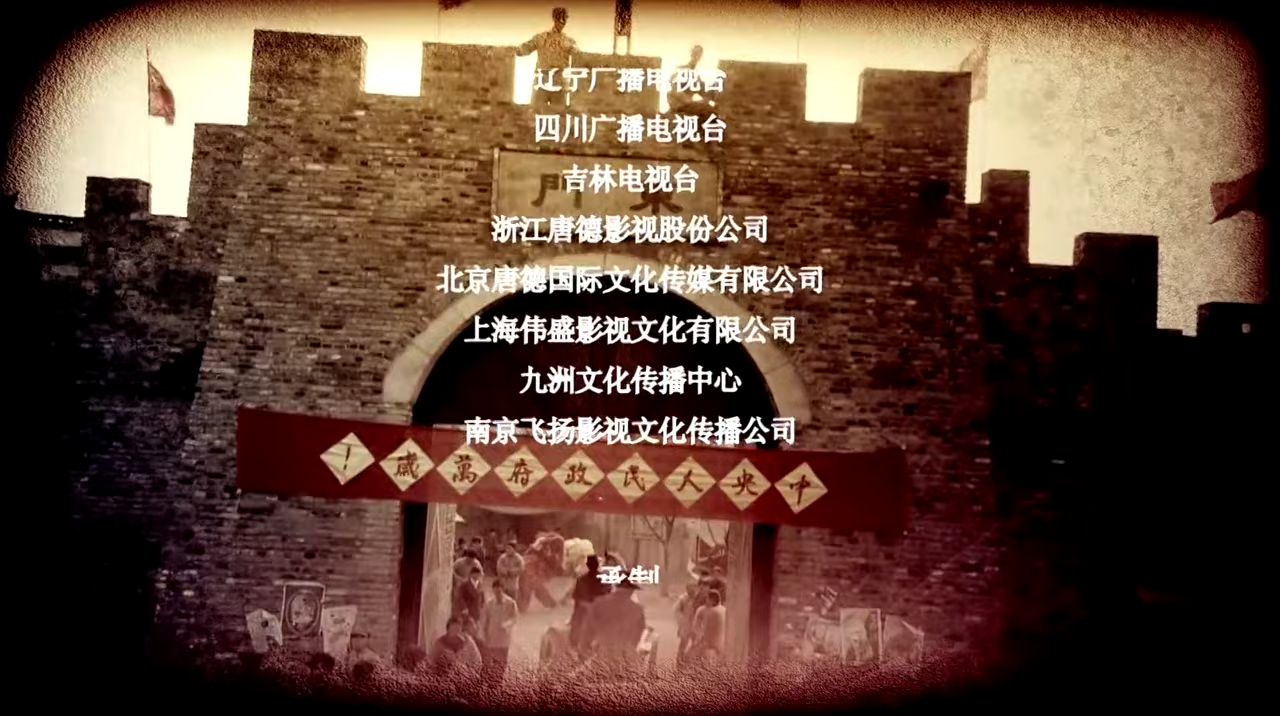 辽宁广播电视台
四川广播电视台
東門
吉林电视台
浙江唐德影视股份公司
北京唐德国际文化传媒有限公司
上海伟盛影视文化有限公司
九洲文化传播中心
南京飞扬影视文化传播公司
中央人民政府萬歲!